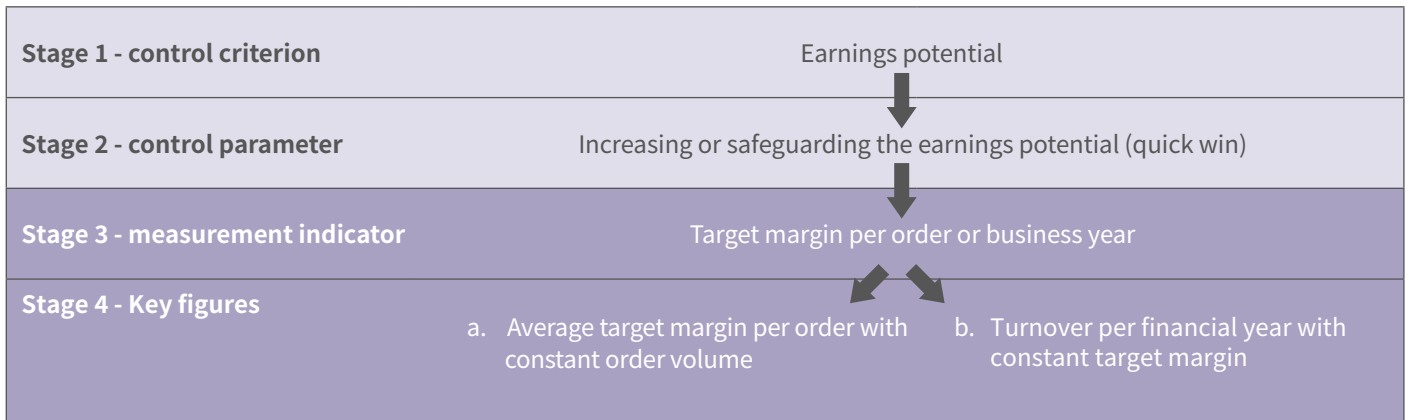 Stage 1 - control criterion
Earnings potential
Stage 2 - control parameter
Increasing or safeguarding the earnings potential (quick win)
Stage 3 - measurement indicator
Target margin per order or business year
Stage 4 - Key figures
a. Average target margin per order with
constant order volume
b. Turnover per financial year with
constant target margin